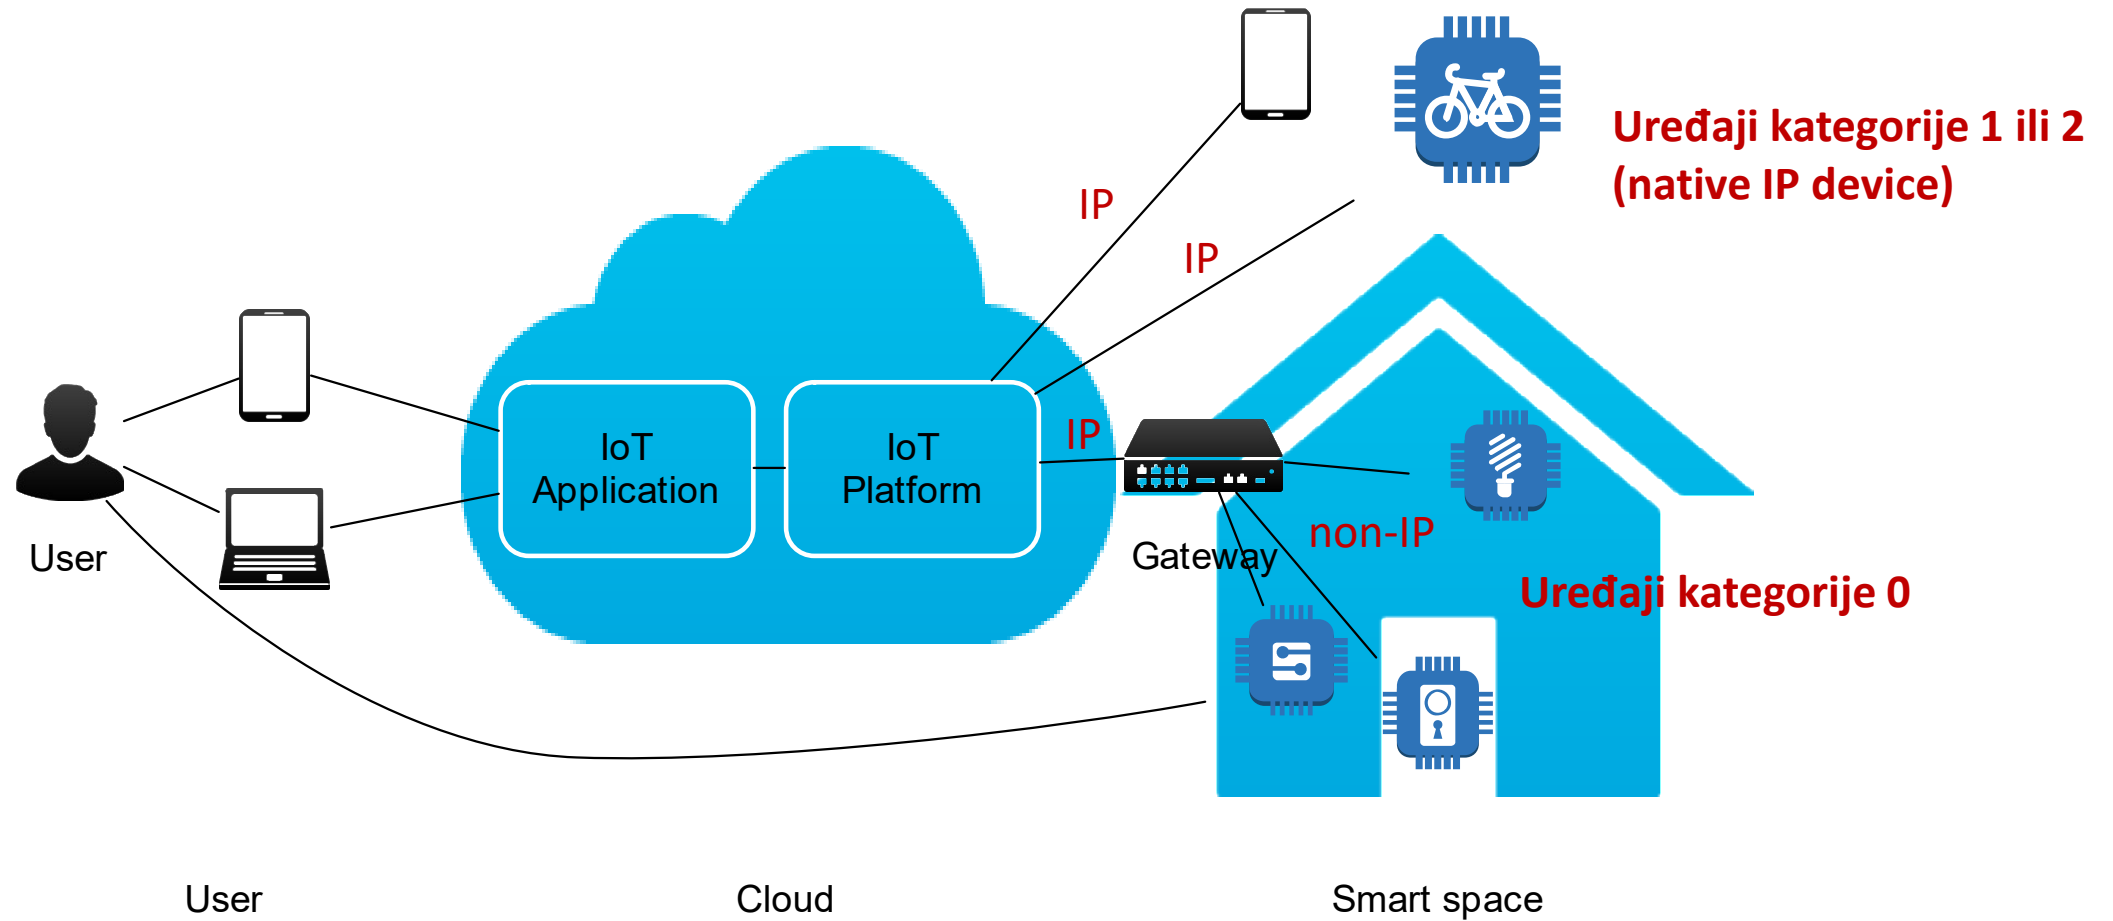 Uređaji kategorije 1 ili 2
(native IP device)
IP
IP
IoT
Application
IoT
Platform
IP
non-IP
User
Gateway
Uređaji kategorije 0
User
Cloud
Smart space